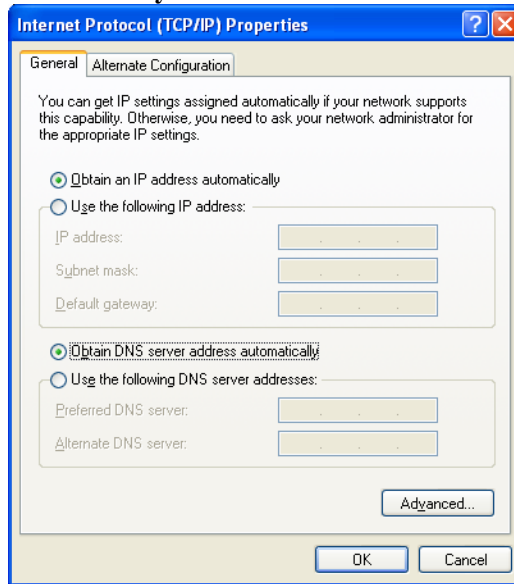 Internet Protocol (TCP/IP) Properties
General
Alternate Configuration
You can get IP settings assigned automatically if your network supports
this capability. Otherwise, you need to ask your network administrator for
the appropriate IP settings.
Obtain an IP address automatically
Use the following IP address:
IP address:
Subnet mask:
Default gateway:
Obtain DNS server address automatically
Use the following DNS server addresses:
Preferred DNS server:
Alternate DNS server:
Advanced...
OK
Cancel